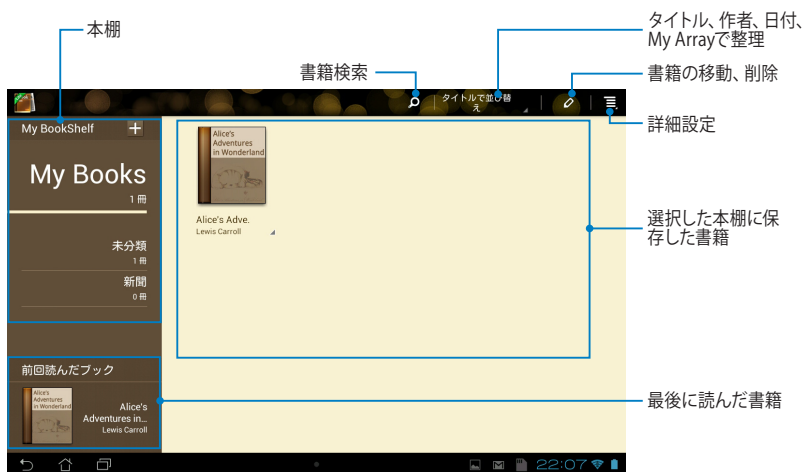 本棚
タイトル、作者、日付、
My Arrayで整理
書籍検索
書籍の移動、削除
詳細設定
タイトルで並び替
え
My BookShelf
My Books
1 冊
未分類
1 冊
新聞
0 冊
Alice's
Adventures
in Wonderland
Alice's Adve.
Lewis Carroll
選択した本棚に保
存した書籍
前回読んだブック
Alice's
Adventures
in Wonderland
Alice's
Adventures in...
Lewis Carroll
最後に読んだ書籍
22:07